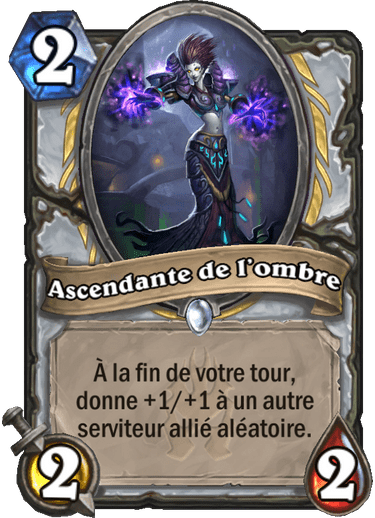 2
Ascendante de l'ombre
À la fin de votre tour,
donne +1/+1 à un autre
serviteur allié aléatoire.
2
2